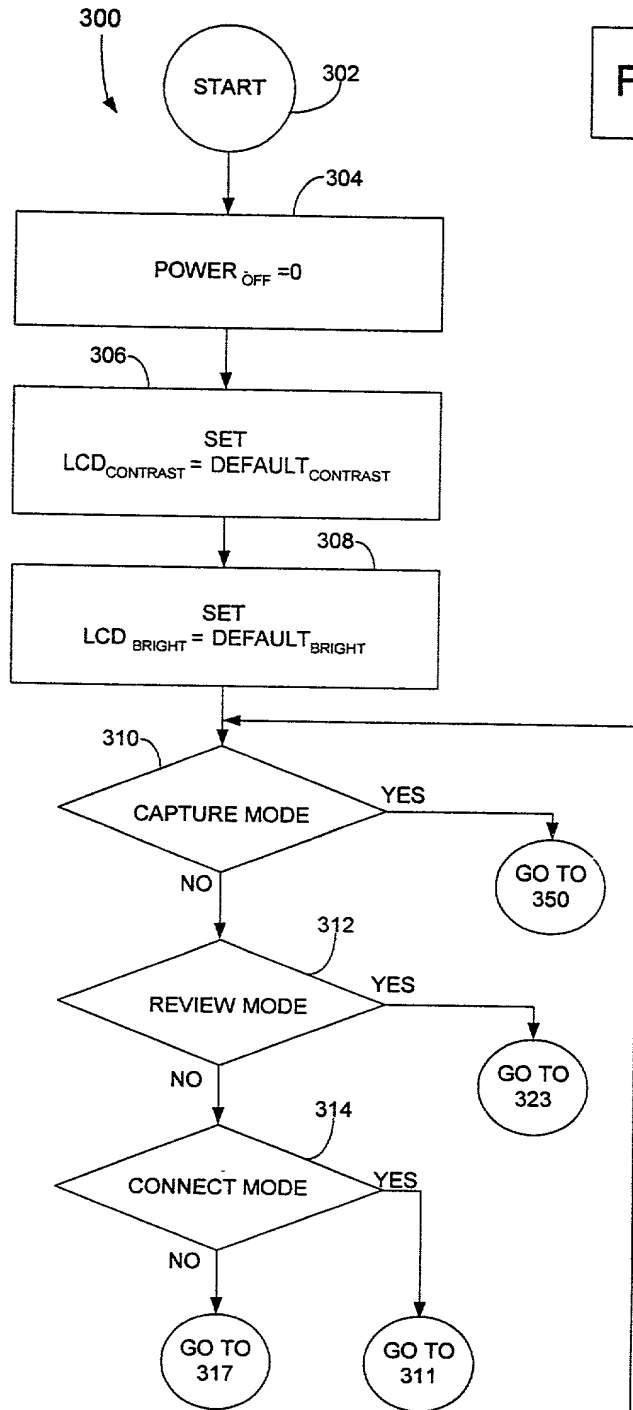 300
START
302
F
304
POWER OFF =0
306
SET
LCD CONTRAST = DEFAULT CONTRAST
308
SET
LCD BRIGHT = DEFAULT BRIGHT
310
CAPTURE MODE
YES
GO TO
350
NO
312
REVIEW MODE
YES
GO TO
323
NO
314
CONNECT MODE
YES
NO
GO TO
317
GO TO
311